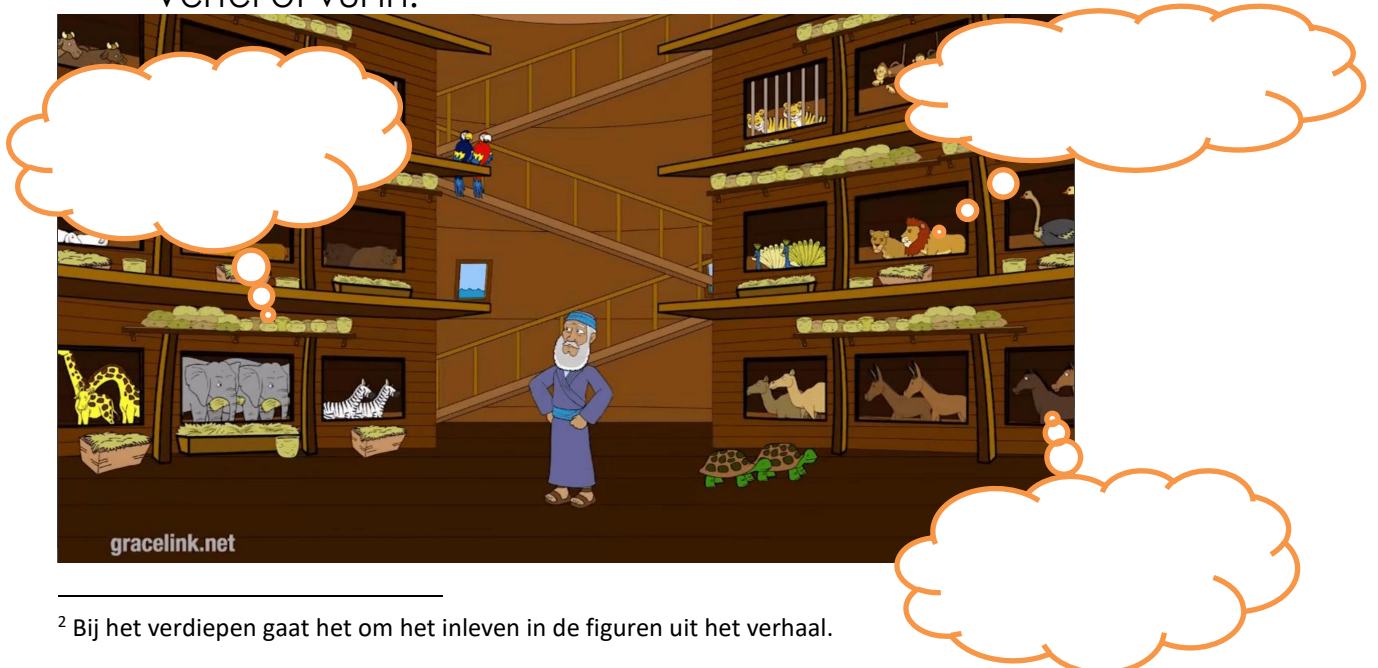 gracelink.net
² Bij het verdiepen gaat het om het inleven in de figuren uit het verhaal.